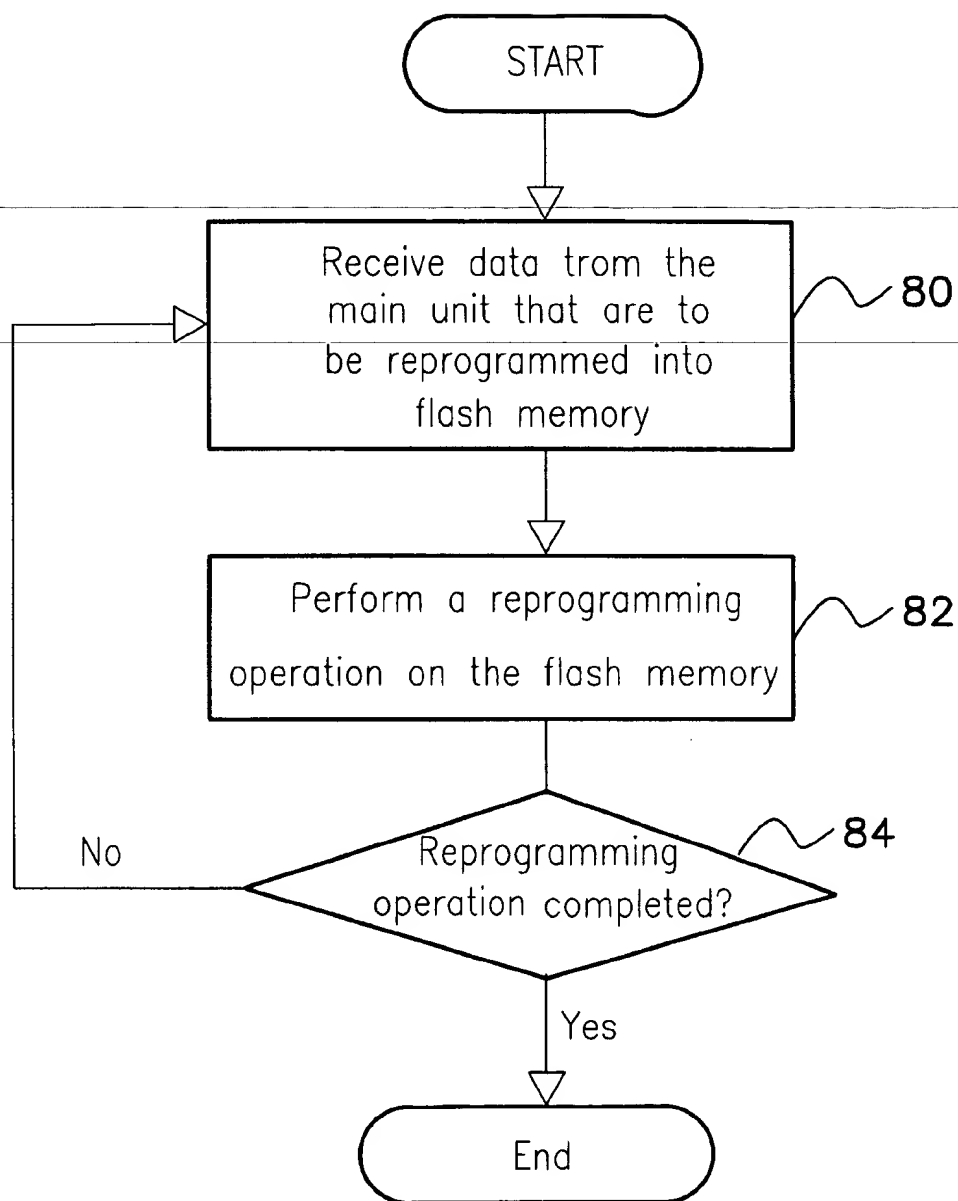 START
Receive data trom the
main unit that are to
be reprogrammed into
flash memory
80
Perform a reprogramming
operation on the flash memory
82
Reprogramming
operation completed?
84
No
Yes
End